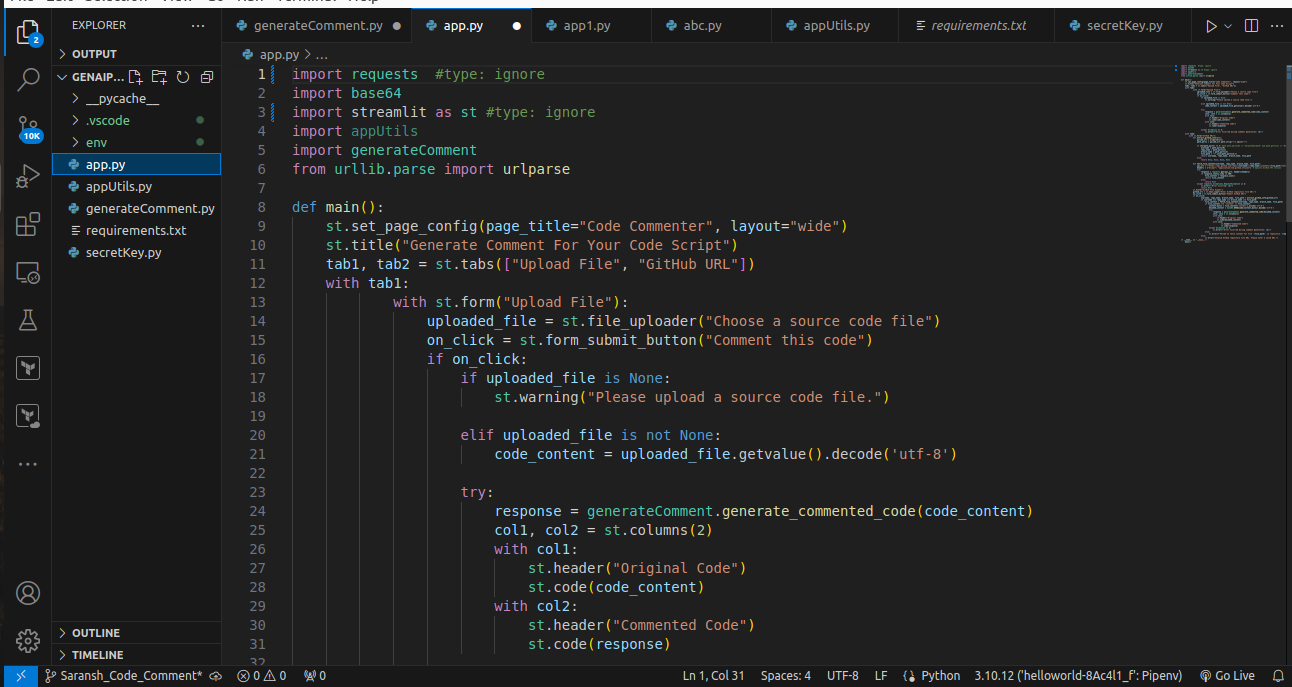 EXPLORER
generateComment.py
app.py
app1.py
abc.py
appUtils.py
requirements.txt
secretKey.py
OUTPUT
GENAIP...
__pycache__
.vscode
env
app.py
appUtils.py
generateComment.py
requirements.txt
secretKey.py
OUTLINE
TIMELINE
2
10K
app.py > ...
1 import requests  #type: ignore
2 import base64
3 import streamlit as st #type: ignore
4 import appUtils
5 import generateComment
6 from urllib.parse import urlparse
7
8 def main():
9     st.set_page_config(page_title="Code Commenter", layout="wide")
10     st.title("Generate Comment For Your Code Script")
11     tab1, tab2 = st.tabs(["Upload File", "GitHub URL"])
12     with tab1:
13             with st.form("Upload File"):
14                 uploaded_file = st.file_uploader("Choose a source code file")
15                 on_click = st.form_submit_button("Comment this code")
16                 if on_click:
17                     if uploaded_file is None:
18                         st.warning("Please upload a source code file.")
19
20                     elif uploaded_file is not None:
21                         code_content = uploaded_file.getvalue().decode('utf-8')
22
23                     try:
24                         response = generateComment.generate_commented_code(code_content)
25                         col1, col2 = st.columns(2)
26                         with col1:
27                             st.header("Original Code")
28                             st.code(code_content)
29                         with col2:
30                             st.header("Commented Code")
31                             st.code(response)
32
Saransh_Code_Comment*
0
0
0
Ln 1, Col 31
Spaces: 4
UTF-8
LF
Python
3.10.12 ('helloworld-8Ac4l1_f': Pipenv)
Go Live